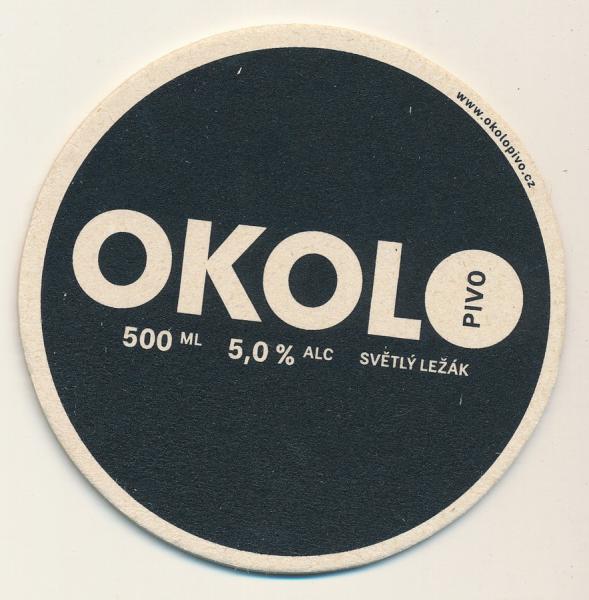 www.okolopivo.cz
OKOLO
PIVO
500 ML 5,0 % ALC SVĚTLÝ LEŽÁK